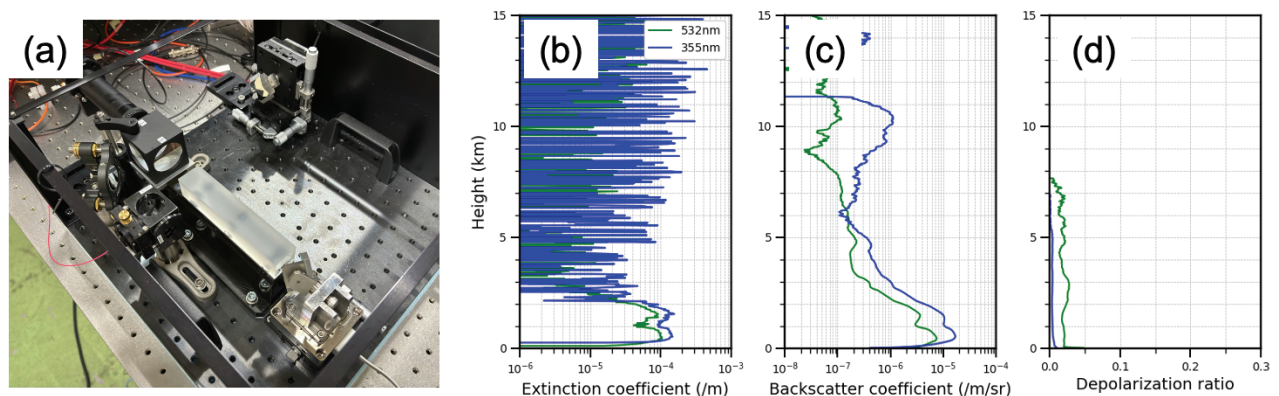 (a)
(b)
532nm
355nm
(c)
(d)
15
10
5
0
Height (km)
10⁻⁶ 10⁻⁵ 10⁻⁴ 10⁻³
Extinction coefficient (/m)
15
10
5
0
10⁻⁸ 10⁻⁷ 10⁻⁶ 10⁻⁵ 10⁻⁴
Backscatter coefficient (/m/sr)
15
10
5
0
0.0 0.1 0.2 0.3
Depolarization ratio